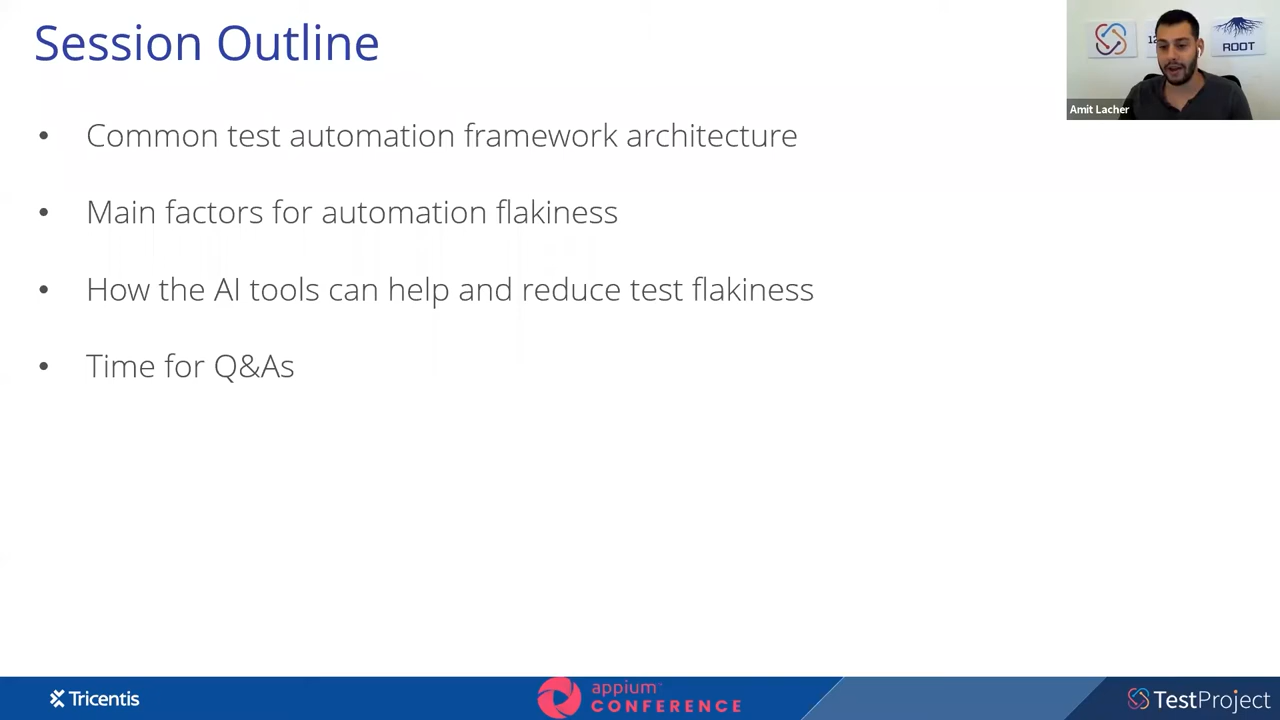 Session Outline
• Common test automation framework architecture
• Main factors for automation flakiness
• How the AI tools can help and reduce test flakiness
• Time for Q&As
ROOT
Amit Lacher
Tricentis
appium™
CONFERENCE
TestProject